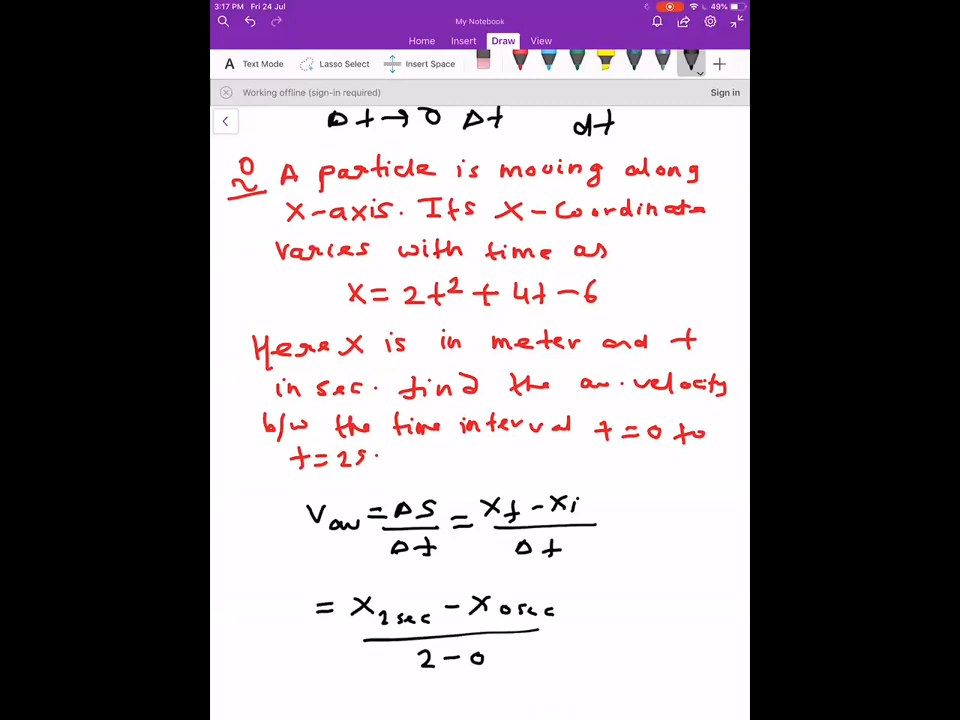 3:17 PM Fri 24 Jul 49%
My Notebook
Home Insert Draw View
A Text Mode Lasso Select Insert Space
Working offline (sign-in required) Sign in
Δt→0 Δt dt
Q A particle is moving along
X-axis. Its X-Coordinate
varies with time as
x = 2t² + 4t - 6
Here X is in meter and t
in sec. find the av. velocity
b/w the time interval t = 0 to
t = 2s.
Vav = Δs/Δt = (xf - xi)/Δt
= (X2sec - X0sec)/(2 - 0)